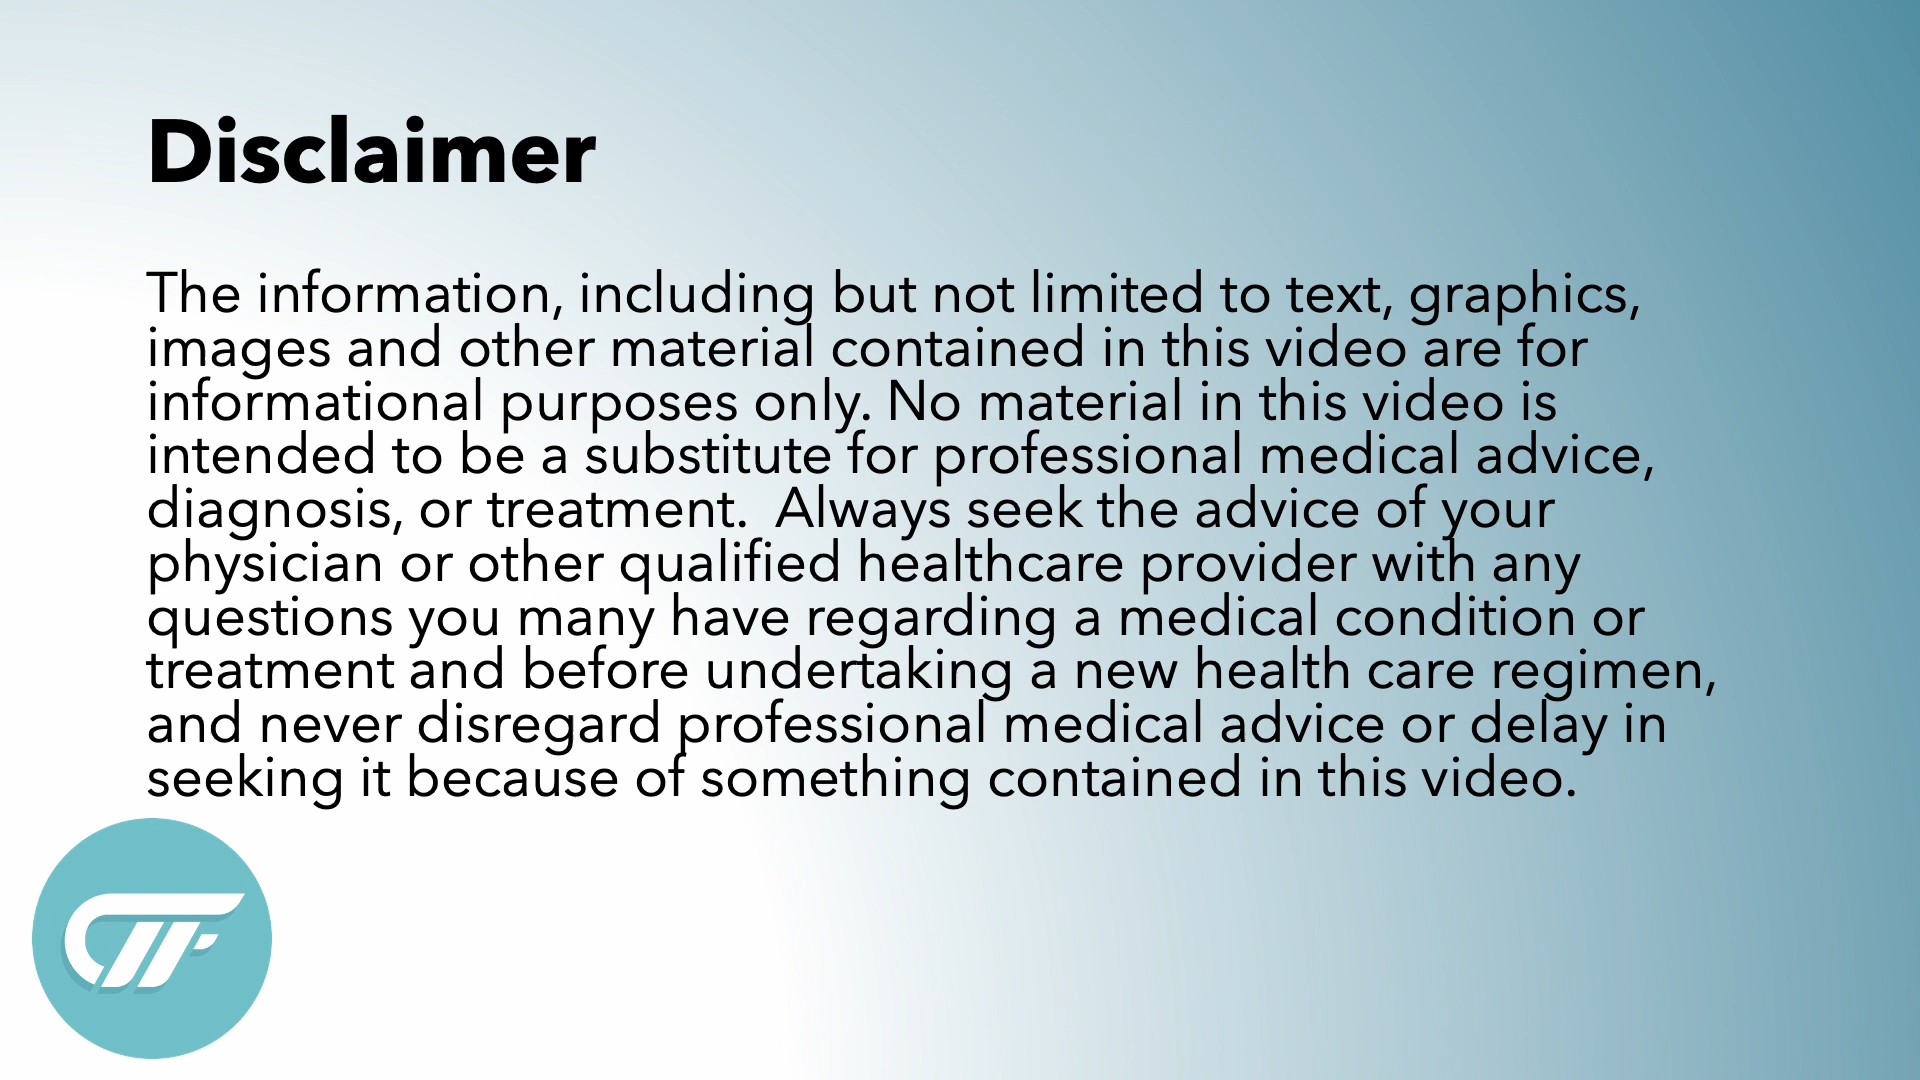 Disclaimer
The information, including but not limited to text, graphics,
images and other material contained in this video are for
informational purposes only. No material in this video is
intended to be a substitute for professional medical advice,
diagnosis, or treatment.  Always seek the advice of your
physician or other qualified healthcare provider with any
questions you many have regarding a medical condition or
treatment and before undertaking a new health care regimen,
and never disregard professional medical advice or delay in
seeking it because of something contained in this video.